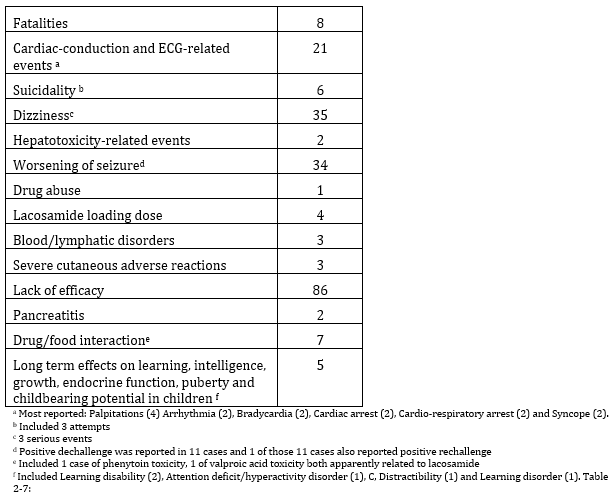 Fatalities 8
Cardiac-conduction and ECG-related
events ᵃ 21
Suicidality ᵇ 6
Dizzinessᶜ 35
Hepatotoxicity-related events 2
Worsening of seizureᵈ 34
Drug abuse 1
Lacosamide loading dose 4
Blood/lymphatic disorders 3
Severe cutaneous adverse reactions 3
Lack of efficacy 86
Pancreatitis 2
Drug/food interactionᵉ 7
Long term effects on learning, intelligence, 5
growth, endocrine function, puberty and
childbearing potential in children ᶠ
ᵃ Most reported: Palpitations (4) Arrhythmia (2), Bradycardia (2), Cardiac arrest (2), Cardio-respiratory arrest (2) and Syncope (2).
ᵇ Included 3 attempts
ᶜ 3 serious events
ᵈ Positive dechallenge was reported in 11 cases and 1 of those 11 cases also reported positive rechallenge
ᵉ Included 1 case of phenytoin toxicity, 1 of valproic acid toxicity both apparently related to lacosamide
ᶠ Included Learning disability (2), Attention deficit/hyperactivity disorder (1), C, Distractibility (1) and Learning disorder (1). Table
2-7: